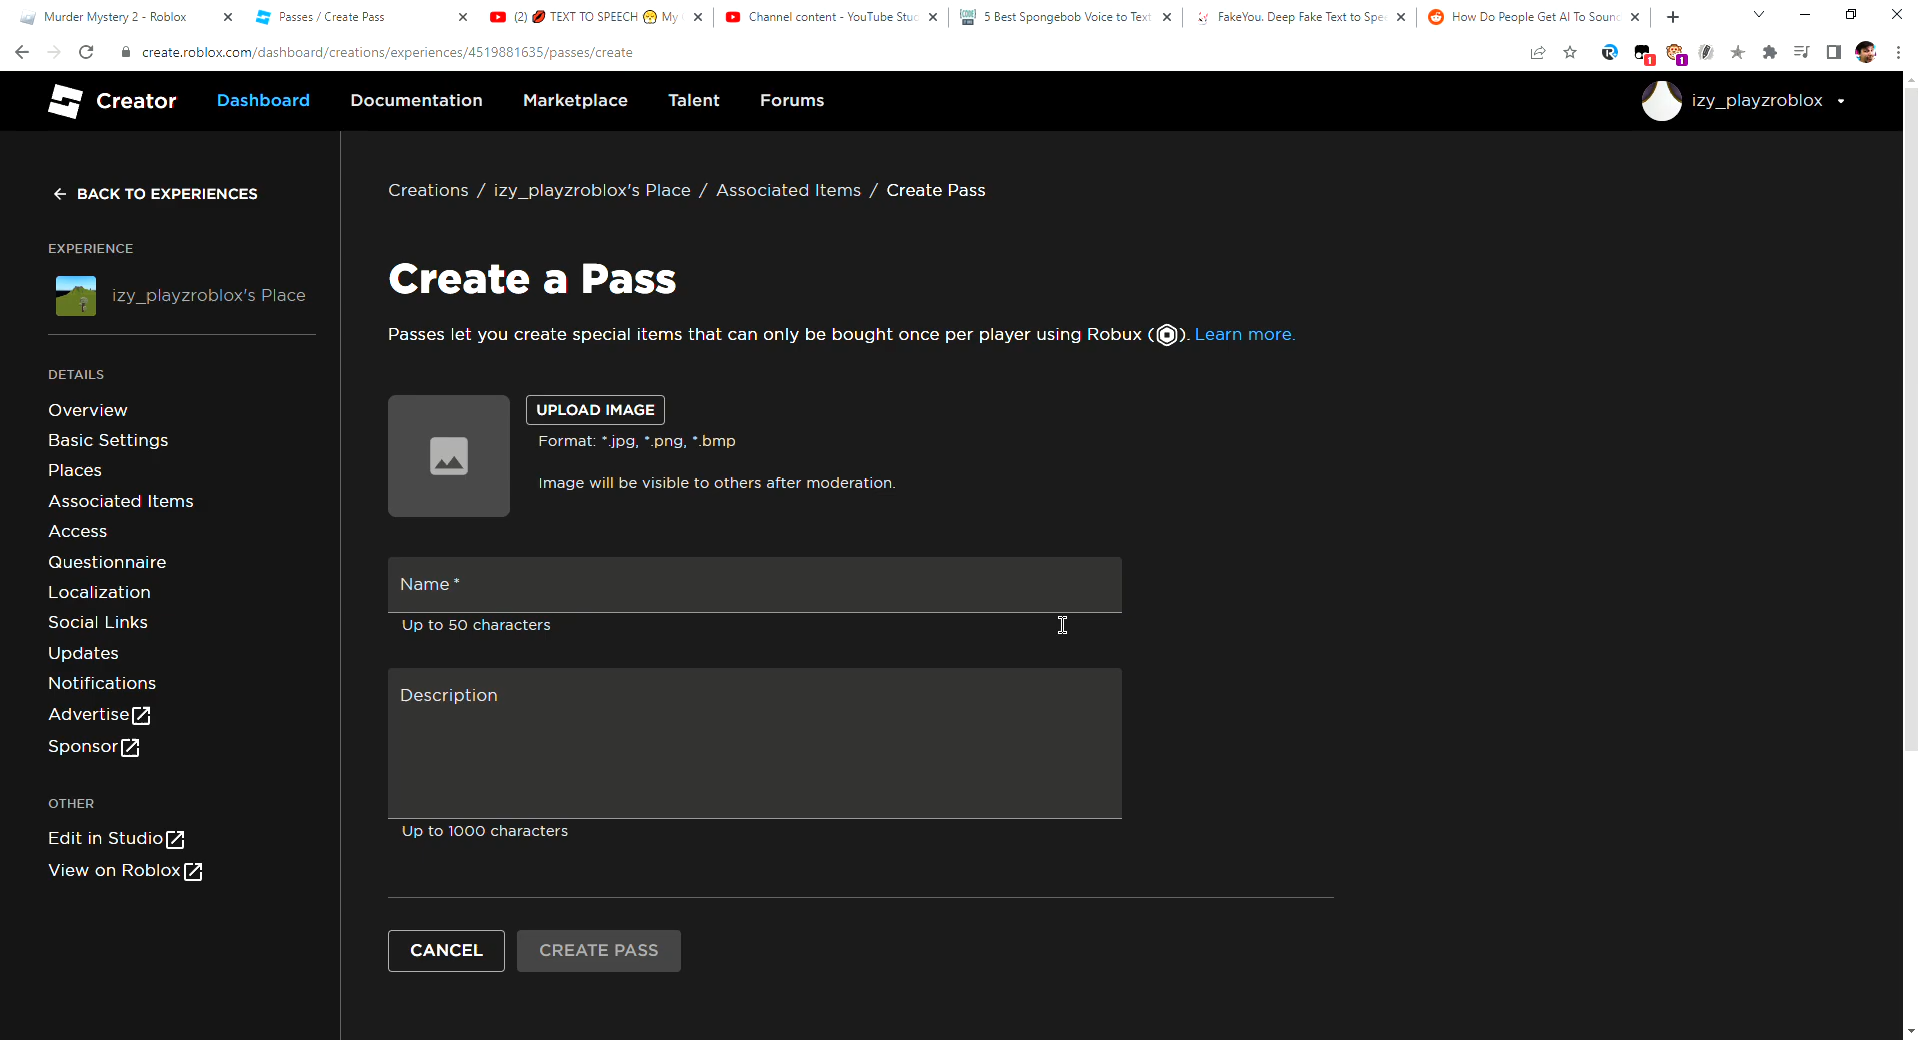 Murder Mystery 2 - Roblox
Passes / Create Pass
(2) 💋 TEXT TO SPEECH 🤭 My
Channel content - YouTube Stu
5 Best Spongebob Voice to Text
FakeYou. Deep Fake Text to Spe
How Do People Get AI To Soun
create.roblox.com/dashboard/creations/experiences/4519881635/passes/create
1
1
Creator
Dashboard
Documentation
Marketplace
Talent
Forums
izy_playzroblox
BACK TO EXPERIENCES
EXPERIENCE
izy_playzroblox's Place
DETAILS
Overview
Basic Settings
Places
Associated Items
Access
Questionnaire
Localization
Social Links
Updates
Notifications
Advertise
Sponsor
OTHER
Edit in Studio
View on Roblox
Creations / izy_playzroblox's Place / Associated Items / Create Pass
Create a Pass
Passes let you create special items that can only be bought once per player using Robux ( ). Learn more.
UPLOAD IMAGE
Format: *.jpg, *.png, *.bmp
Image will be visible to others after moderation.
Name *
Up to 50 characters
Description
Up to 1000 characters
CANCEL
CREATE PASS